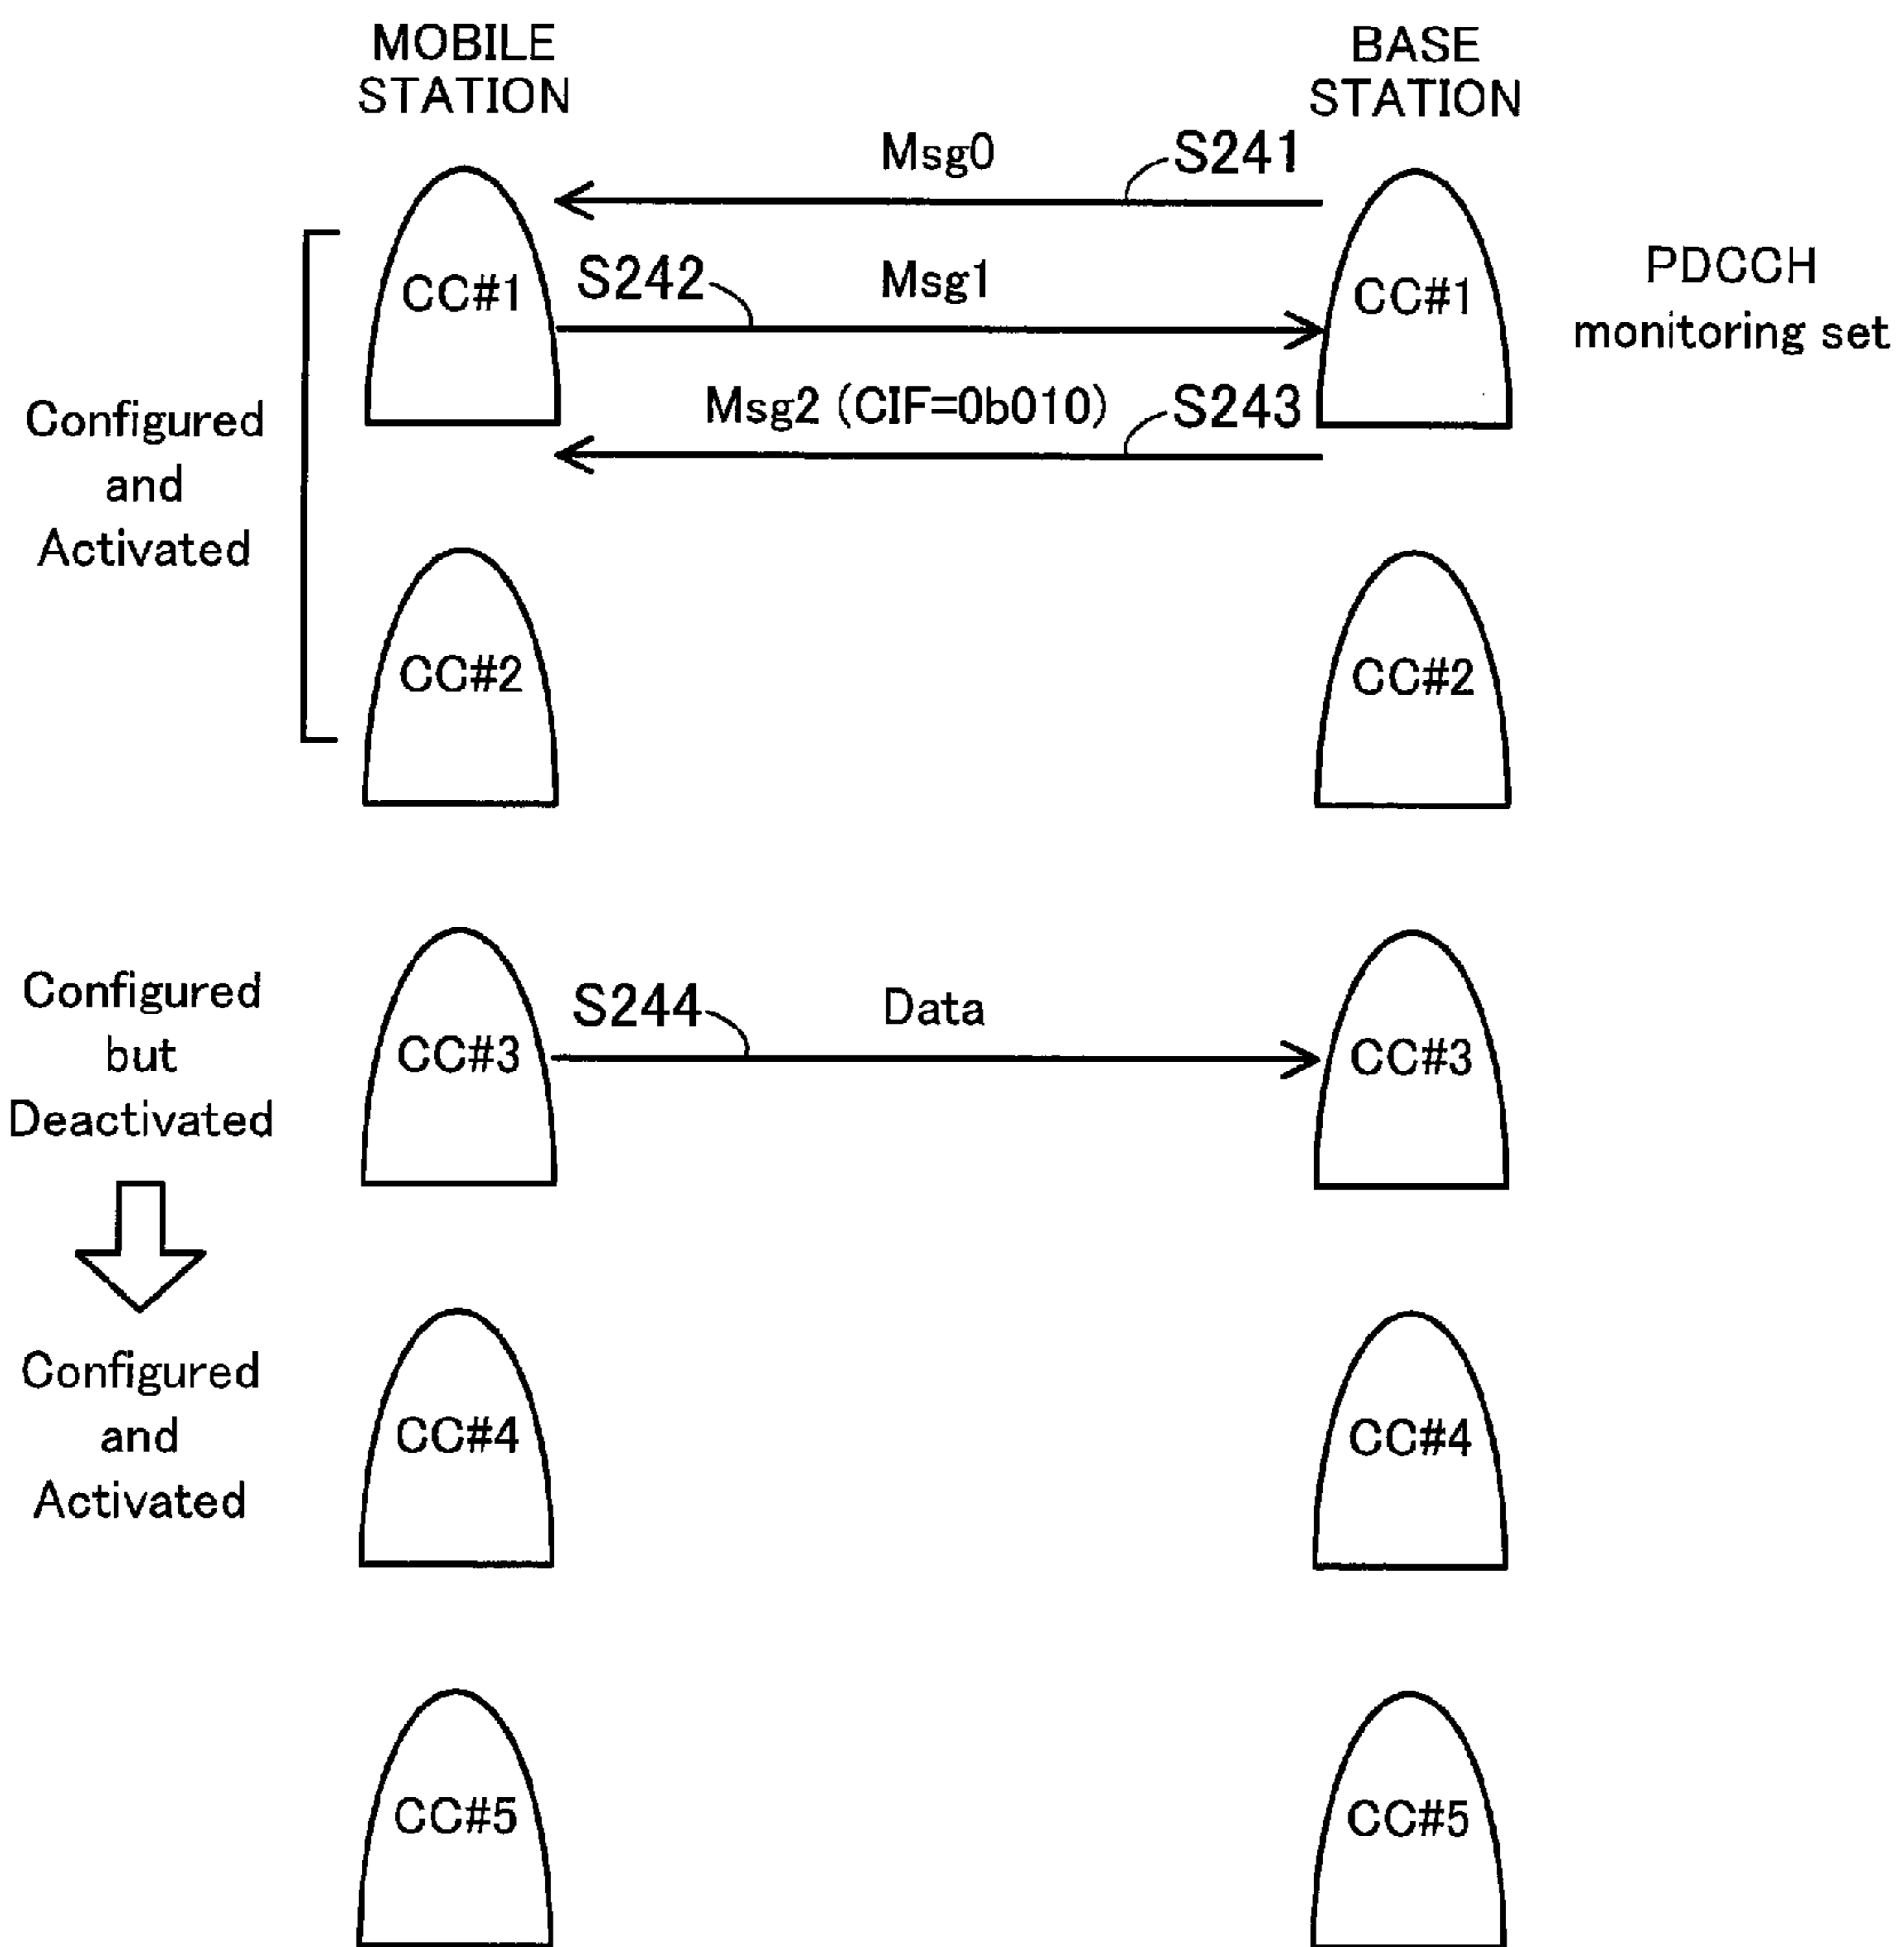 MOBILE
STATION
BASE
STATION
Msg0
S241
CC#1
S242
Msg1
CC#1
PDCCH
monitoring set
Msg2 (CIF=0b010)
S243
Configured
and
Activated
CC#2
CC#2
Configured
but
Deactivated
CC#3
S244
Data
CC#3
Configured
and
Activated
CC#4
CC#4
CC#5
CC#5